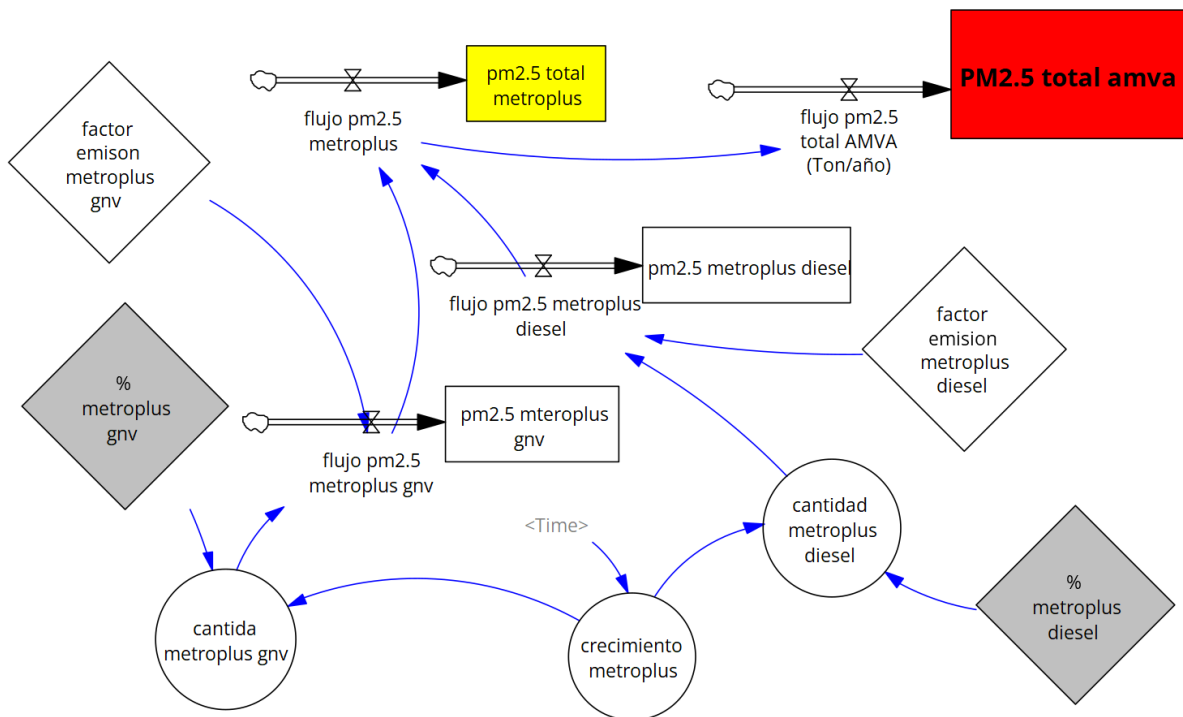 pm2.5 total
metroplus
PM2.5 total amva
flujo pm2.5
metroplus
flujo pm2.5
total AMVA
(Ton/año)
factor
emison
metroplus
gnv
pm2.5 metroplus diesel
flujo pm2.5 metroplus
diesel
factor
emision
metroplus
diesel
%
metroplus
gnv
pm2.5 mteroplus
gnv
flujo pm2.5
metroplus gnv
cantidad
metroplus
diesel
<Time>
cantida
metroplus gnv
crecimiento
metroplus
%
metroplus
diesel